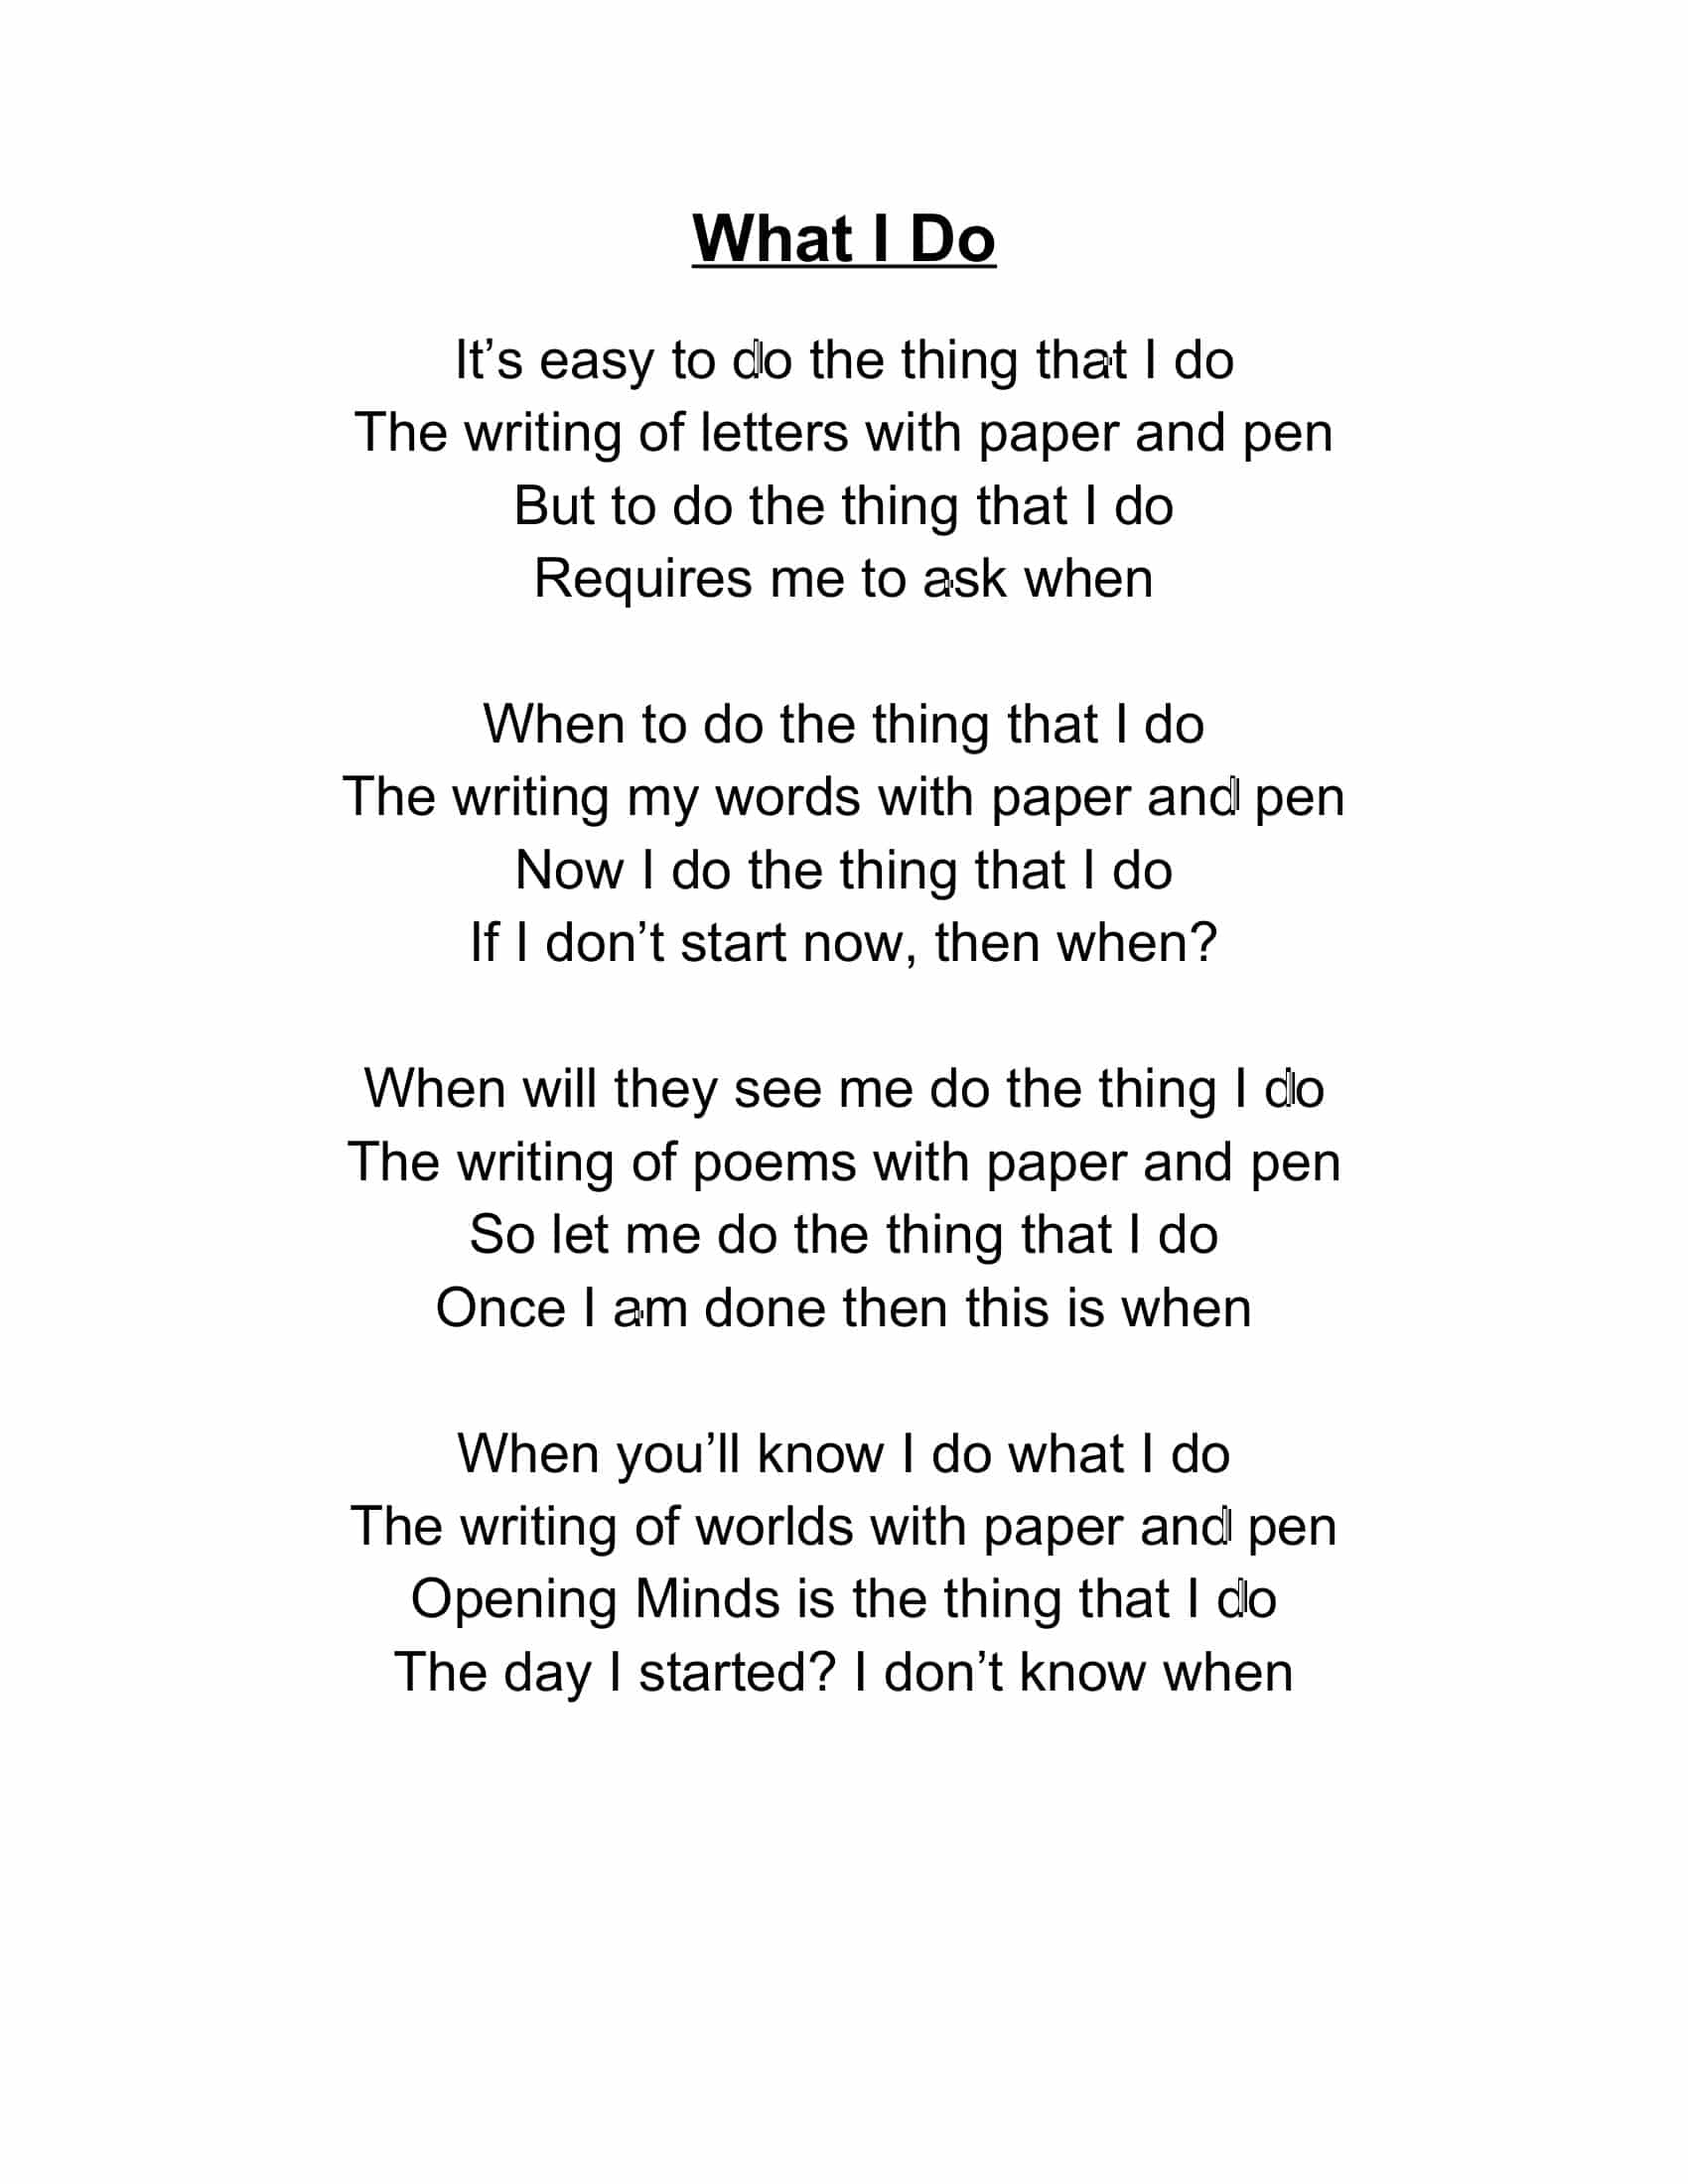 What I Do
It’s easy to do the thing that I do
The writing of letters with paper and pen
But to do the thing that I do
Requires me to ask when
When to do the thing that I do
The writing my words with paper and pen
Now I do the thing that I do
If I don’t start now, then when?
When will they see me do the thing I do
The writing of poems with paper and pen
So let me do the thing that I do
Once I am done then this is when
When you’ll know I do what I do
The writing of worlds with paper and pen
Opening Minds is the thing that I do
The day I started? I don’t know when